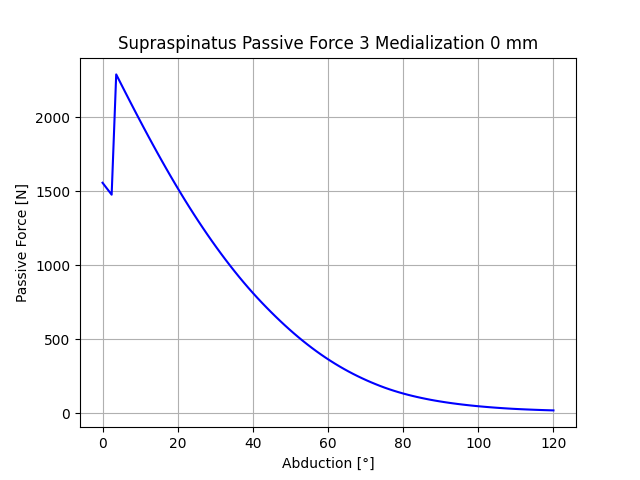 Supraspinatus Passive Force 3 Medialization 0 mm
2000
1500
1000
500
0
Passive Force [N]
0 20 40 60 80 100 120
Abduction [°]